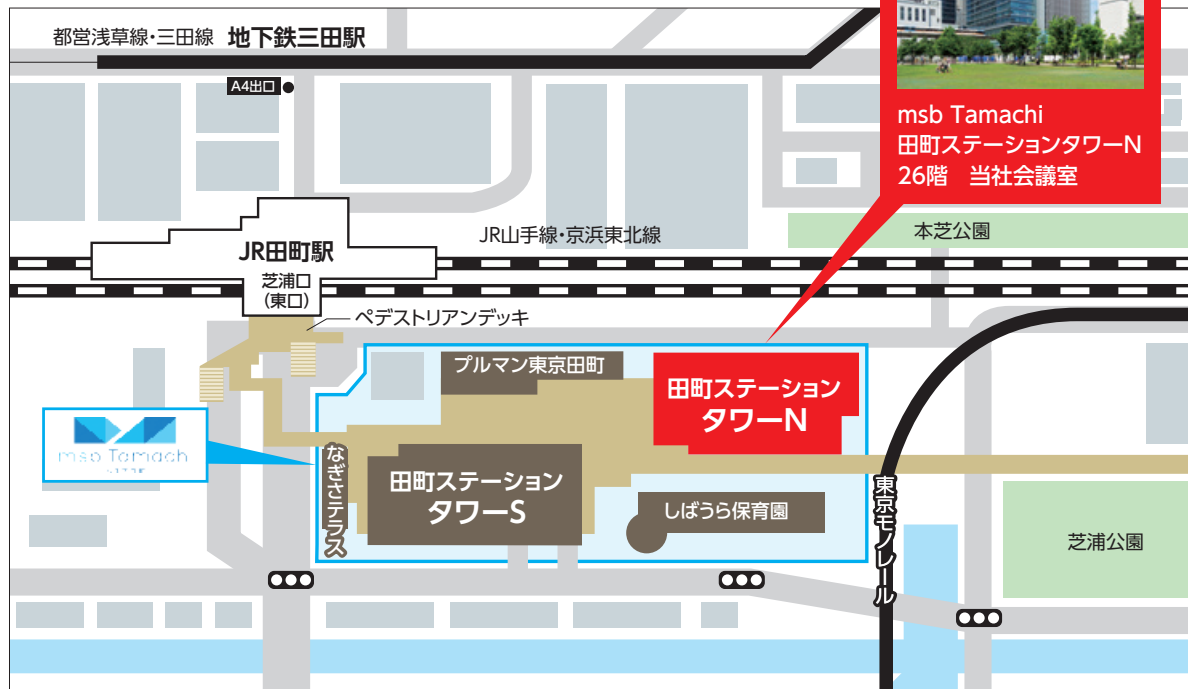 都営浅草線・三田線 地下鉄三田駅
A4出口
msb Tamachi
田町ステーションタワーN
26階 当社会議室
JR田町駅
芝浦口
(東口)
JR山手線・京浜東北線
本芝公園
ペデストリアンデッキ
プルマン東京田町
田町ステーション
タワーN
msb Tamach
なぎさテラス
田町ステーション
タワーS
しばうら保育園
東京モノレール
芝浦公園